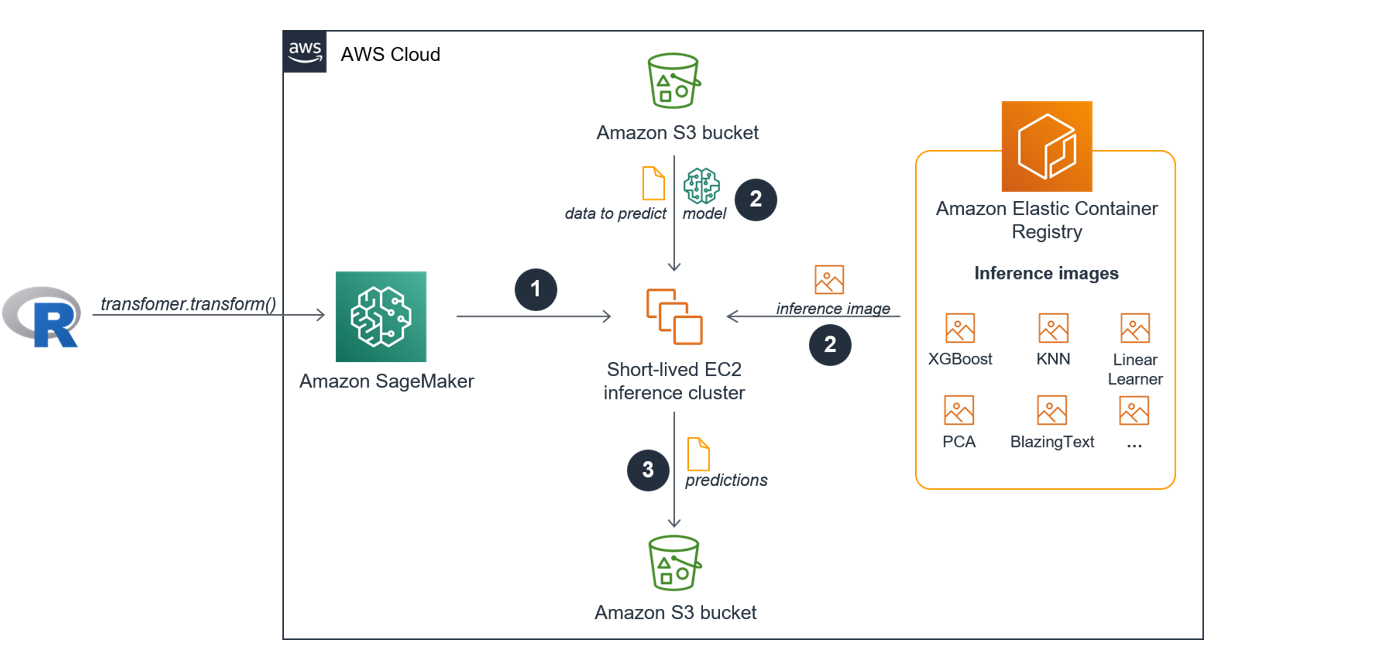 aws
AWS Cloud
Amazon S3 bucket
data to predict
model
2
Amazon Elastic Container
Registry
Inference images
XGBoost
KNN
Linear
Learner
PCA
BlazingText
...
R
transfomer.transform()
Amazon SageMaker
1
Short-lived EC2
inference cluster
inference image
2
3
predictions
Amazon S3 bucket